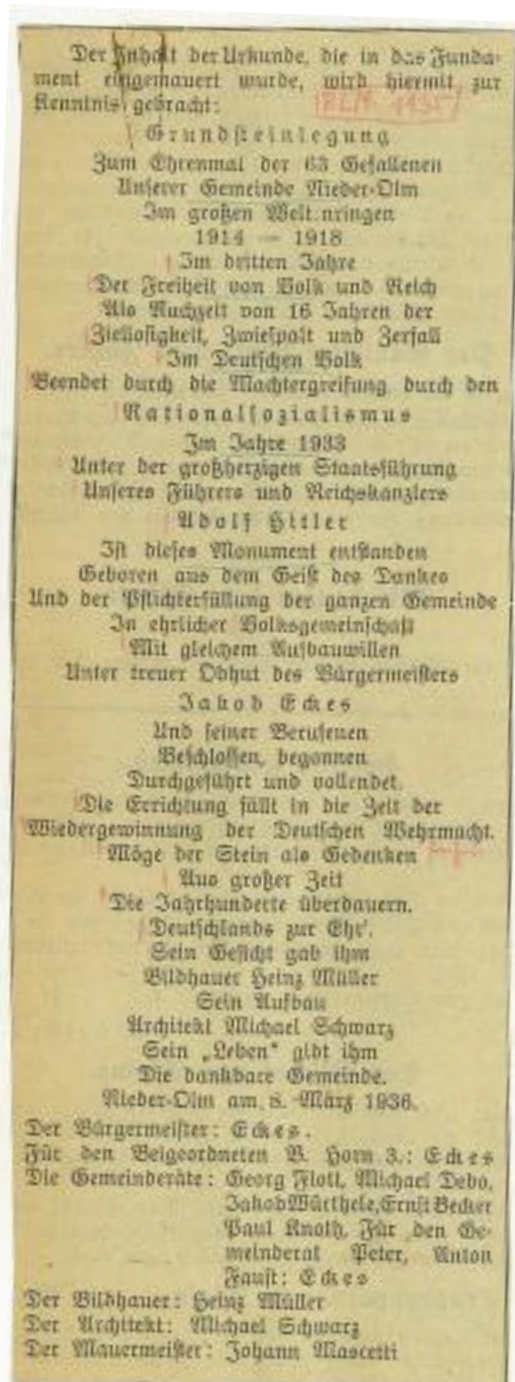 Der Inhalt der Urkunde, die in das Funda-
ment eingemauert wurde, wird hiermit zur
Kenntnis gebracht:
Grundsteinlegung
Zum Ehrenmal der 63 Gefallenen
Unserer Gemeinde Nieder-Olm
Im großen Welt nringen
1914 — 1918
Im dritten Jahre
Der Freiheit von Volk und Reich
Als Nachzeit von 16 Jahren der
Ziellosigkeit, Zwiespalt und Zerfall
Im Deutschen Volk
Beendet durch die Machtergreifung durch den
Nationalsozialismus
Im Jahre 1933
Unter der großherzigen Staatsführung
Unseres Führers und Reichskanzlers
Adolf Hitler
Ist dieses Monument entstanden
Geboren aus dem Geist des Dankes
Und der Pflichterfüllung der ganzen Gemeinde
In ehrlicher Volksgemeinschaft
Mit gleichem Aufbauwillen
Unter treuer Obhut des Bürgermeisters
Jakob Eckes
Und seiner Berufenen
Beschlossen, begonnen
Durchgeführt und vollendet.
Die Errichtung fällt in die Zeit der
Wiedergewinnung der Deutschen Wehrmacht.
Möge der Stein als Gedenken
Aus großer Zeit
Die Jahrhunderte überdauern.
Deutschlands zur Ehr'.
Sein Gesicht gab ihm
Bildhauer Heinz Müller
Sein Aufbau
Architekt Michael Schwarz
Sein „Leben“ gibt ihm
Die dankbare Gemeinde.
Nieder-Olm am 8. März 1936.
Der Bürgermeister: Eckes.
Für den Beigeordneten B. Horn 3.: Eckes
Die Gemeinderäte: Georg Flott, Michael Debo,
Jakob Würthele, Ernst Becker
Paul Knoth, Für den Ge-
meinderat Peter, Anton
Faust: Eckes
Der Bildhauer: Heinz Müller
Der Architekt: Michael Schwarz
Der Mauermeister: Johann Mascetti